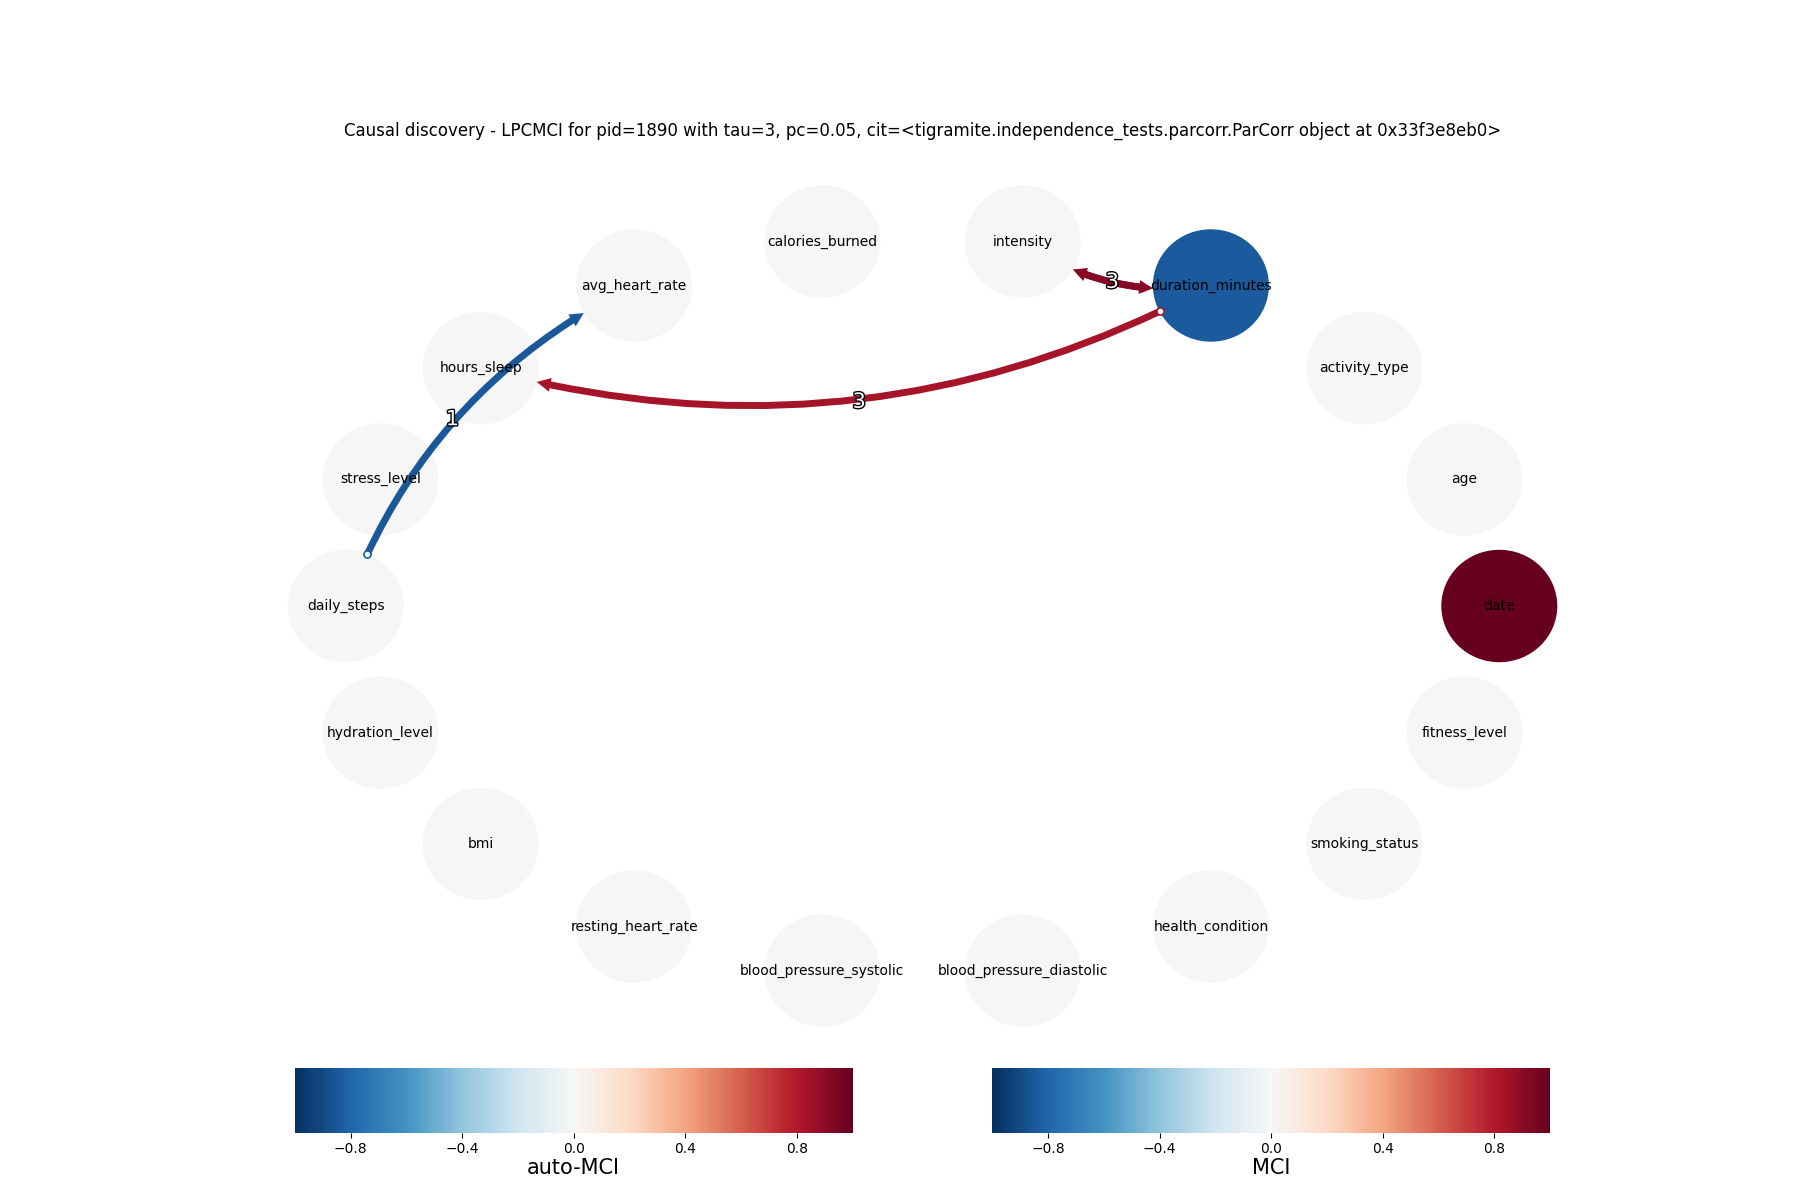 Causal discovery - LPCMCI for pid=1890 with tau=3, pc=0.05, cit=<tigramite.independence_tests.parcorr.ParCorr object at 0x33f3e8eb0>
calories_burned
intensity
avg_heart_rate
3
duration_minutes
hours_sleep
activity_type
3
1
stress_level
age
daily_steps
date
hydration_level
fitness_level
bmi
smoking_status
resting_heart_rate
health_condition
blood_pressure_systolic
blood_pressure_diastolic
−0.8 −0.4 0.0 0.4 0.8
auto-MCI
−0.8 −0.4 0.0 0.4 0.8
MCI